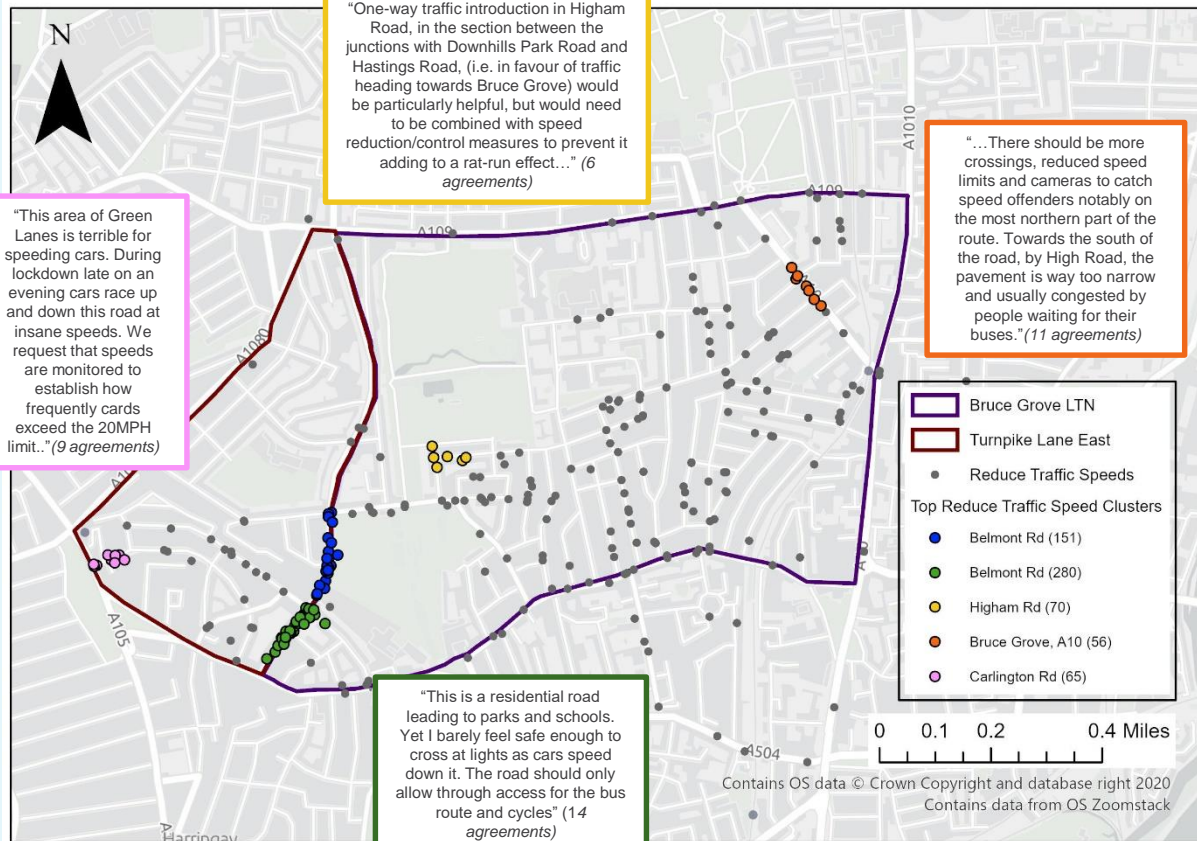 “One-way traffic introduction in Higham
Road, in the section between the
junctions with Downhills Park Road and
Hastings Road, (i.e. in favour of traffic
heading towards Bruce Grove) would
be particularly helpful, but would need
to be combined with speed
reduction/control measures to prevent it
adding to a rat-run effect…” (6
agreements)
N
A1010
“…There should be more
crossings, reduced speed
limits and cameras to catch
speed offenders notably on
the most northern part of the
route. Towards the south of
the road, by High Road, the
pavement is way too narrow
and usually congested by
people waiting for their
buses.”(11 agreements)
“This area of Green
Lanes is terrible for
speeding cars. During
lockdown late on an
evening cars race up
and down this road at
insane speeds. We
request that speeds
are monitored to
establish how
frequently cards
exceed the 20MPH
limit..”(9 agreements)
A109
A109
A1080
A105
A504
Harringay
Bruce Grove LTN
Turnpike Lane East
Reduce Traffic Speeds
Top Reduce Traffic Speed Clusters
Belmont Rd (151)
Belmont Rd (280)
Higham Rd (70)
Bruce Grove, A10 (56)
Carlington Rd (65)
“This is a residential road
leading to parks and schools.
Yet I barely feel safe enough to
cross at lights as cars speed
down it. The road should only
allow through access for the bus
route and cycles” (14
agreements)
0 0.1 0.2 0.4 Miles
Contains OS data © Crown Copyright and database right 2020
Contains data from OS Zoomstack